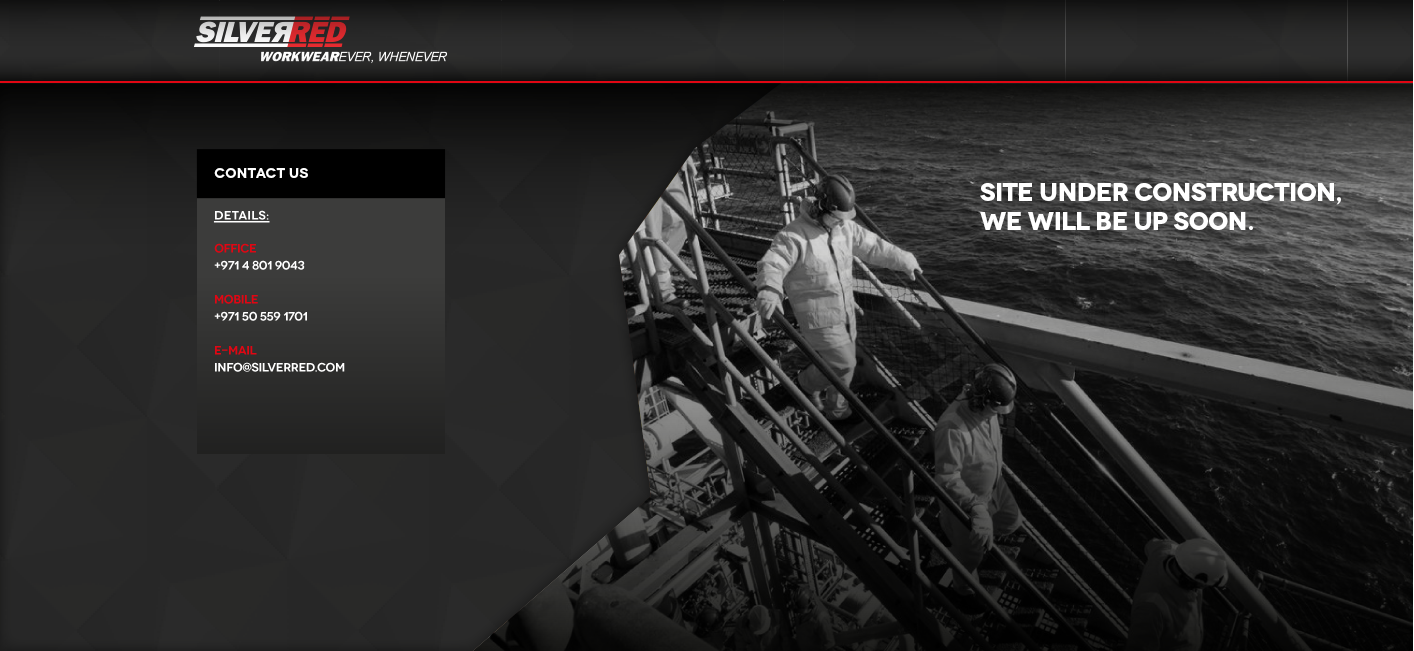 SILVERRED
WORKWEAREVER, WHENEVER
CONTACT US
DETAILS:
OFFICE
+971 4 801 9043
MOBILE
+971 50 559 1701
E-MAIL
INFO@SILVERRED.COM
SITE UNDER CONSTRUCTION,
WE WILL BE UP SOON.